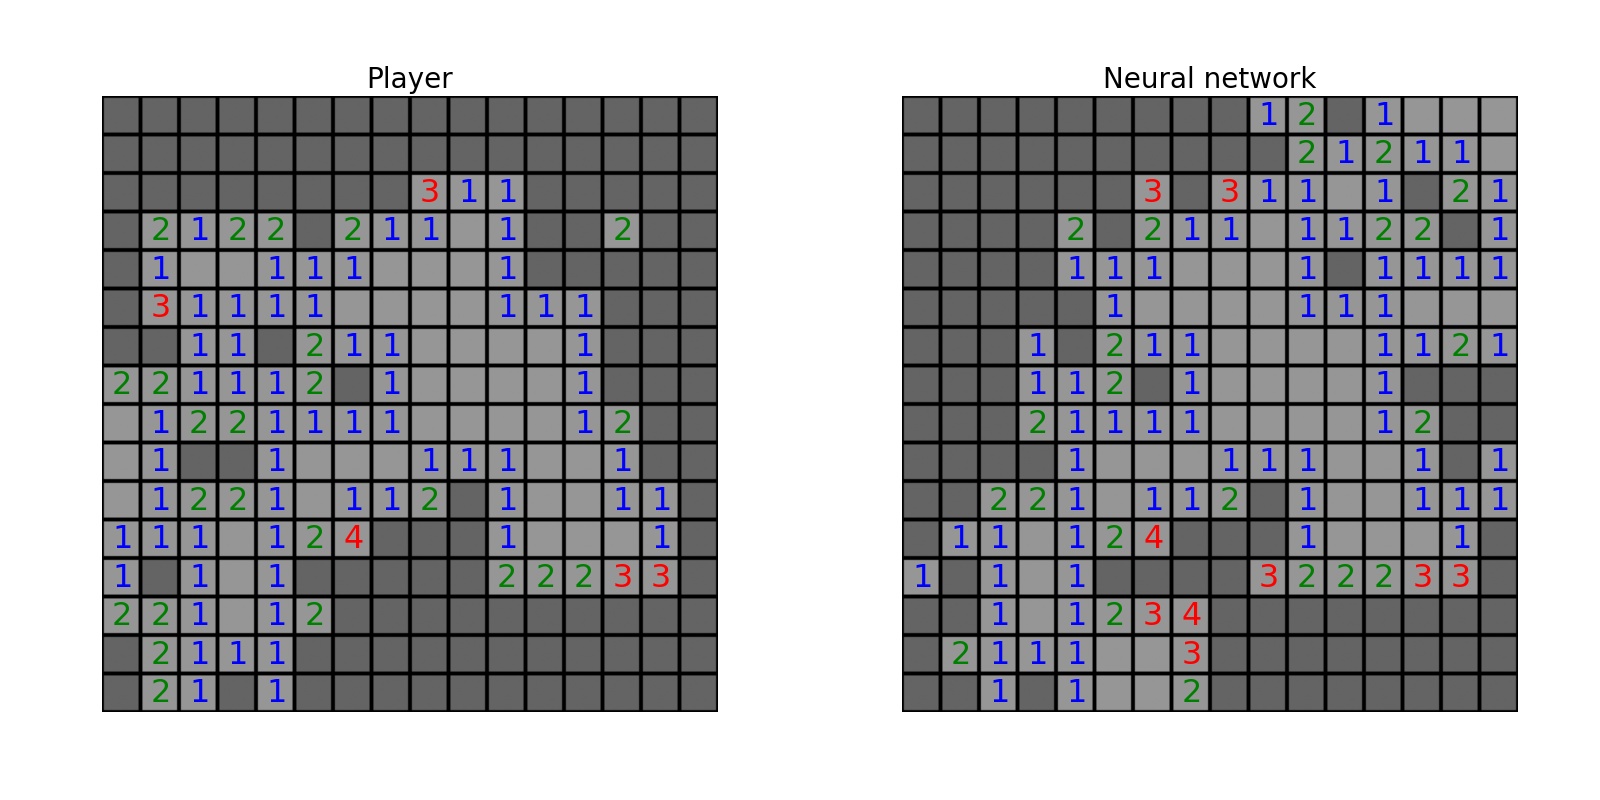 Player Neural network
1 2 1
2 1 2 1 1
3 1 1 3 3 1 1 1 2 1
2 1 2 2 2 1 1 1 2 2 2 1 1 1 1 2 2 1
1 1 1 1 1 1 1 1 1 1 1 1 1
3 1 1 1 1 1 1 1 1 1 1 1
1 1 2 1 1 1 1 2 1 1 1 1 2 1
2 2 1 1 1 2 1 1 1 1 2 1 1
1 2 2 1 1 1 1 1 2 2 1 1 1 1 1 2
1 1 1 1 1 1 1 1 1 1 1 1
1 2 2 1 1 1 2 1 1 1 2 2 1 1 1 2 1 1 1 1
1 1 1 1 2 4 1 1 1 1 1 2 4 1 1
1 1 1 2 2 2 3 3 1 1 1 3 2 2 2 3 3
2 2 1 1 2 1 1 2 3 4
2 1 1 1 2 1 1 1 3
2 1 1 1 1 2